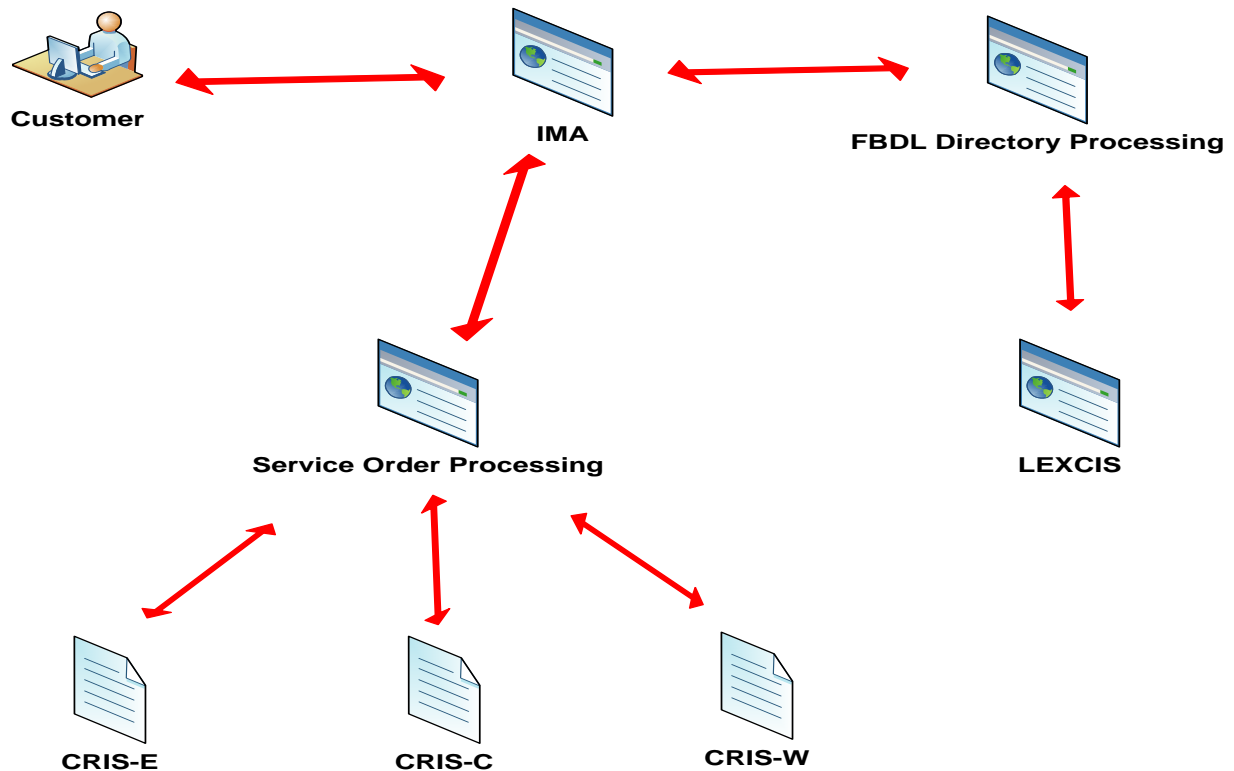 Customer
IMA
FBDL Directory Processing
Service Order Processing
LEXCIS
CRIS-E
CRIS-C
CRIS-W